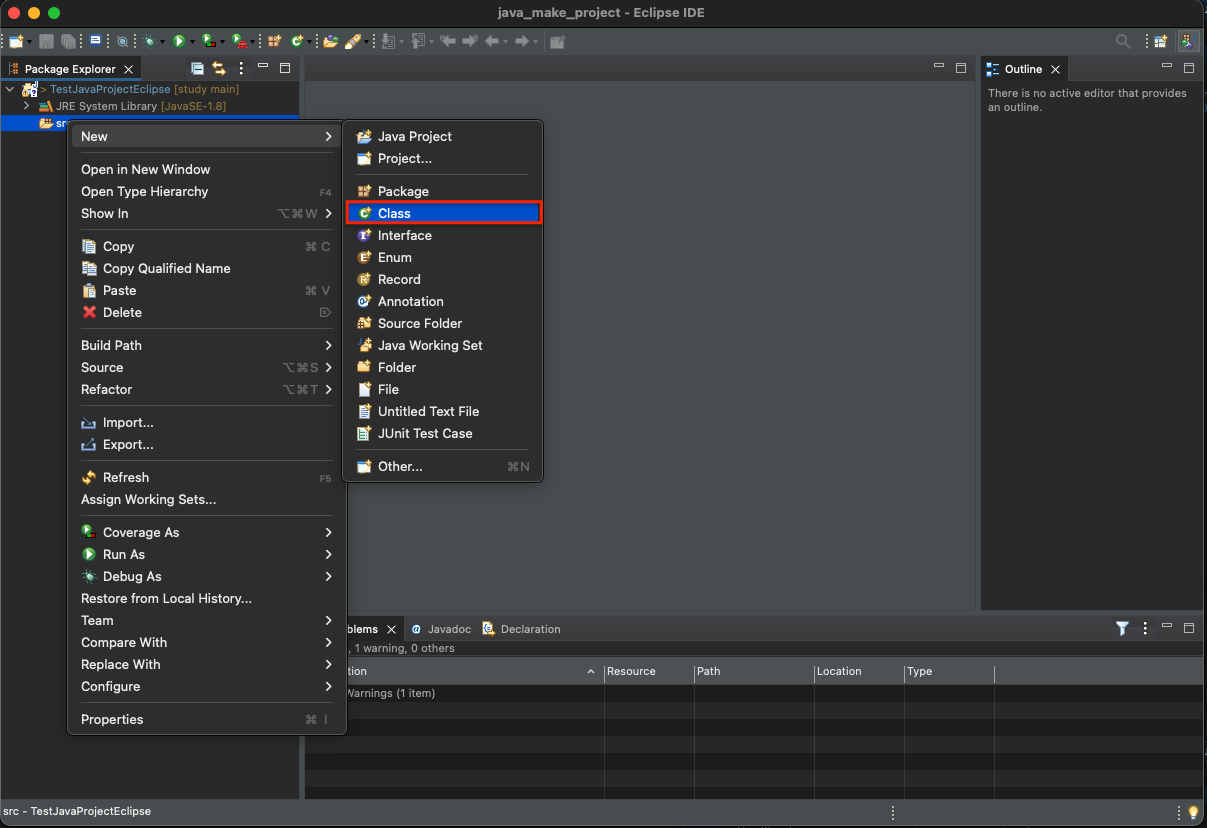 java_make_project - Eclipse IDE
Package Explorer
Outline
> TestJavaProjectEclipse [study main]
JRE System Library [JavaSE-1.8]
There is no active editor that provides
an outline.
New
Open in New Window
Open Type Hierarchy F4
Show In ⌥⌘W
Copy ⌘ C
Copy Qualified Name
Paste ⌘ V
Delete
Build Path
Source ⌥⌘S
Refactor ⌥⌘T
Import...
Export...
Refresh F5
Assign Working Sets...
Coverage As
Run As
Debug As
Restore from Local History...
Team
Compare With
Replace With
Configure
Properties ⌘ I
Java Project
Project...
Package
Class
Interface
Enum
Record
Annotation
Source Folder
Java Working Set
Folder
File
Untitled Text File
JUnit Test Case
Other... ⌘N
blems
Javadoc
Declaration
, 1 warning, 0 others
tion Resource Path Location Type
Warnings (1 item)
src - TestJavaProjectEclipse